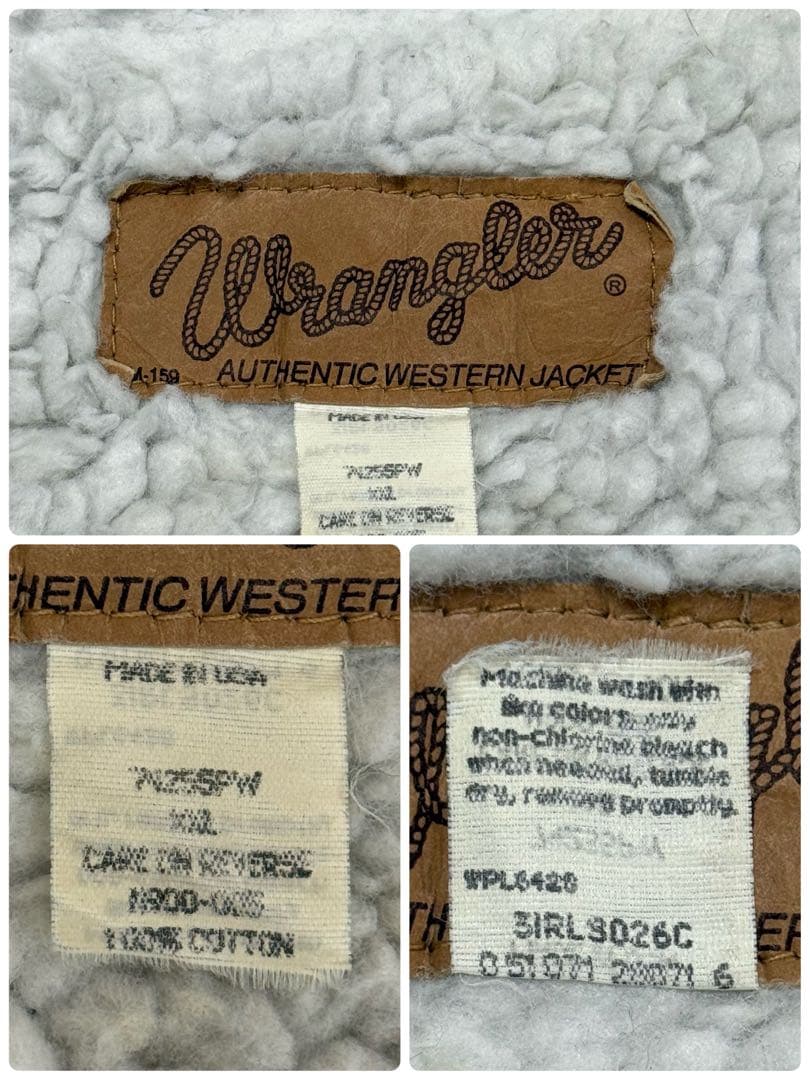 Wrangler
®
A-159 AUTHENTIC WESTERN JACKET
MADE IN USA
74255PW
XXL
CARE ON REVERSE
HENTIC WESTER
MADE IN USA
74255PW
XXL
CARE ON REVERSE
100% COTTON
Machine wash with
like colors, only
non-chlorine bleach
when needed, tumble
dry, remove promptly.
WPL6428
3IRLS026C